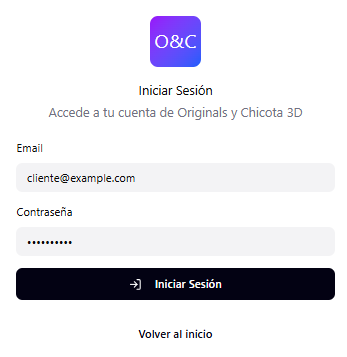 O&C
Iniciar Sesión
Accede a tu cuenta de Originals y Chicota 3D
Email
cliente@example.com
Contraseña
••••••••••
Iniciar Sesión
Volver al inicio